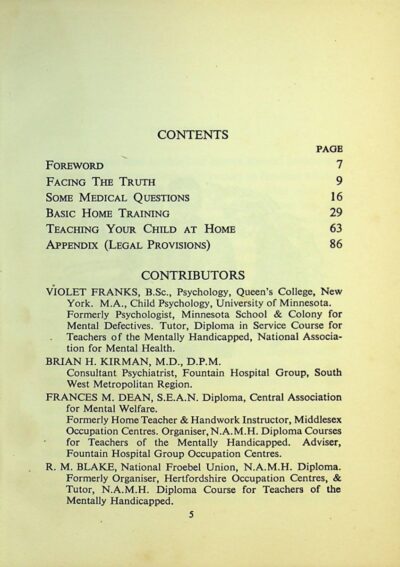 CONTENTS
PAGE
Foreword 7
Facing The Truth 9
Some Medical Questions 16
Basic Home Training 29
Teaching Your Child at Home 63
Appendix (Legal Provisions) 86
CONTRIBUTORS
VIOLET FRANKS, B.Sc., Psychology, Queen's College, New
York. M.A., Child Psychology, University of Minnesota.
Formerly Psychologist, Minnesota School & Colony for
Mental Defectives. Tutor, Diploma in Service Course for
Teachers of the Mentally Handicapped, National Associa-
tion for Mental Health.
BRIAN H. KIRMAN, M.D., D.P.M.
Consultant Psychiatrist, Fountain Hospital Group, South
West Metropolitan Region.
FRANCES M. DEAN, S.E.A.N. Diploma, Central Association
for Mental Welfare.
Formerly Home Teacher & Handwork Instructor, Middlesex
Occupation Centres. Organiser, N.A.M.H. Diploma Courses
for Teachers of the Mentally Handicapped. Adviser,
Fountain Hospital Group Occupation Centres.
R. M. BLAKE, National Froebel Union, N.A.M.H. Diploma.
Formerly Organiser, Hertfordshire Occupation Centres, &
Tutor, N.A.M.H. Diploma Course for Teachers of the
Mentally Handicapped.
5